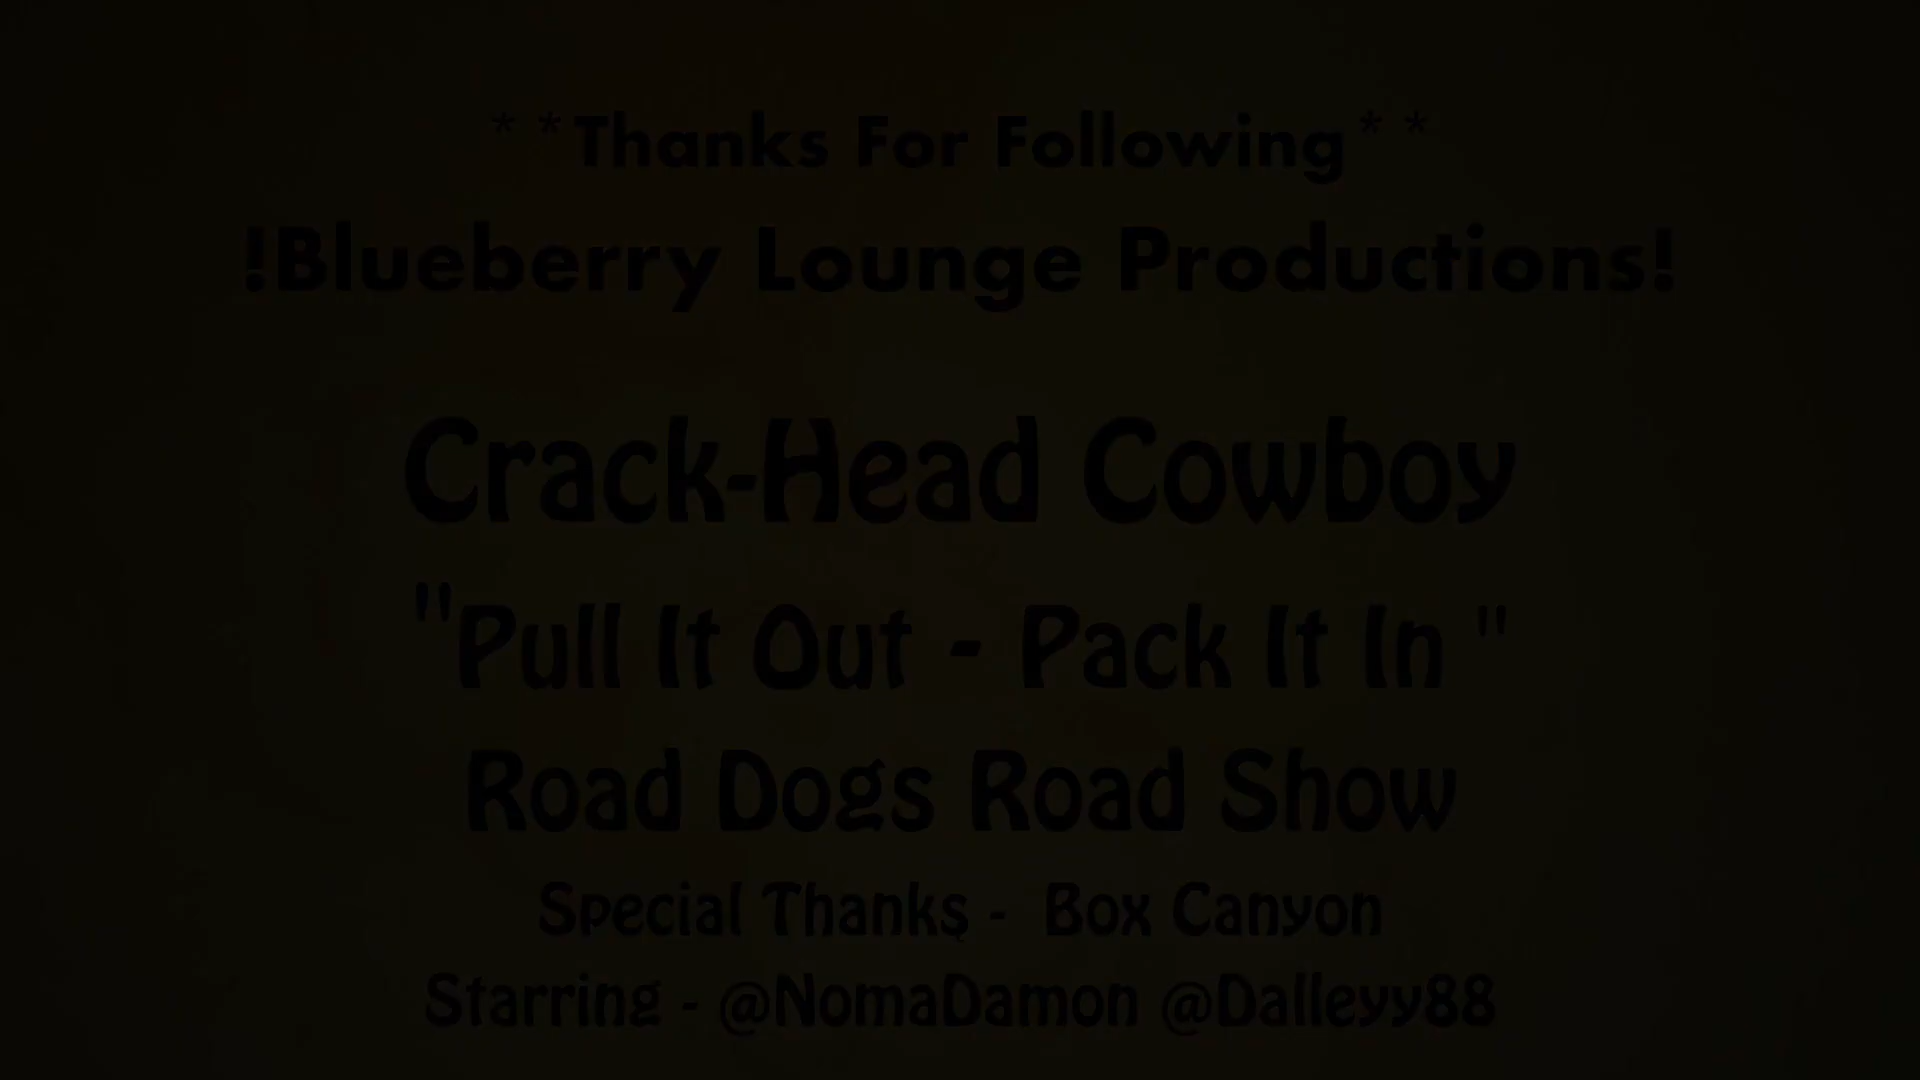 **Thanks For Following**
!Blueberry Lounge Productions!
Crack-Head Cowboy
"Pull It Out - Pack It In "
Road Dogs Road Show
Special Thanks - Box Canyon
Starring - @NomaDamon @Dalleyy88